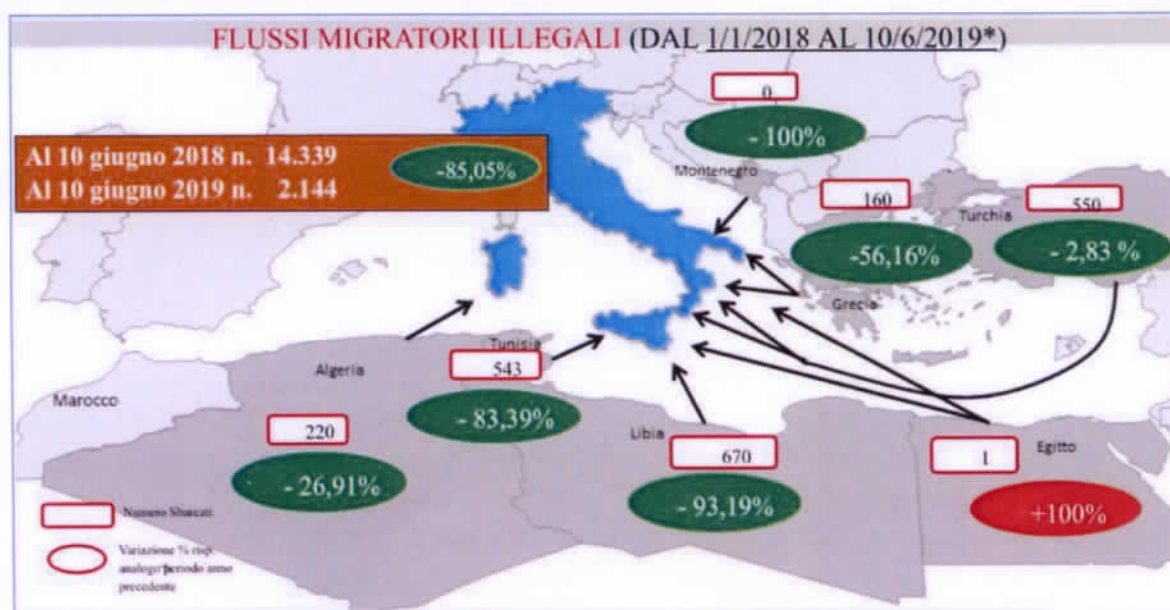 FLUSSI MIGRATORI ILLEGALI (DAL 1/1/2018 AL 10/6/2019*)
0
- 100%
Al 10 giugno 2018 n. 14.339
Al 10 giugno 2019 n. 2.144
-85,05%
Montenegro
160
-56,16%
Turchia
550
- 2,83 %
Grecia
Tunisia
543
- 83,39%
Algeria
Marocco
220
- 26,91%
Libia
670
- 93,19%
1
Egitto
+100%
Numero Sbarcati
Variazione % risp.
analogo periodo anno
precedente